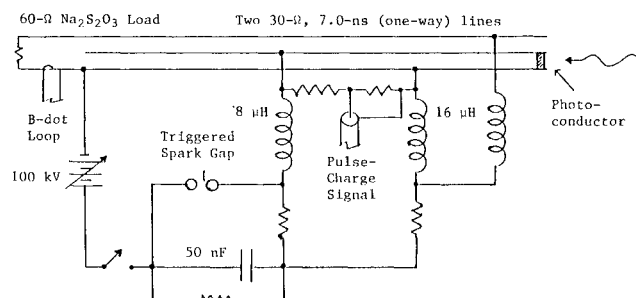 60-Ω Na₂S₂O₃ Load
Two 30-Ω, 7.0-ns (one-way) lines
B-dot
Loop
8 μH
16 μH
Photo-
conductor
Triggered
Spark Gap
Pulse-
Charge
Signal
100 kV
50 nF